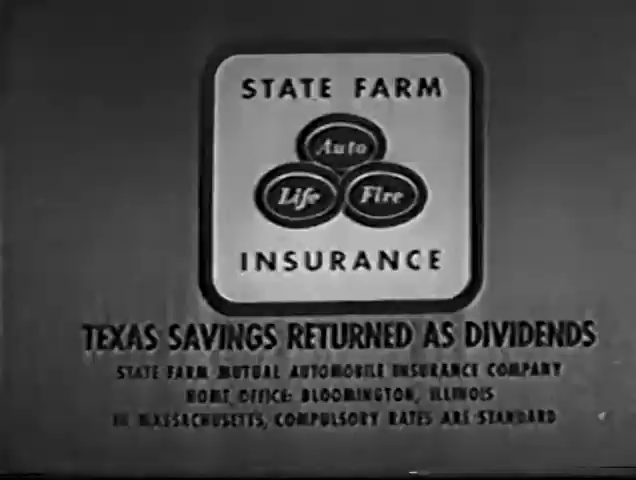 STATE FARM
Auto
Life Fire
INSURANCE
TEXAS SAVINGS RETURNED AS DIVIDENDS
STATE FARM MUTUAL AUTOMOBILE INSURANCE COMPANY
HOME OFFICE: BLOOMINGTON, ILLINOIS
IN MASSACHUSETTS, COMPULSORY RATES ARE STANDARD